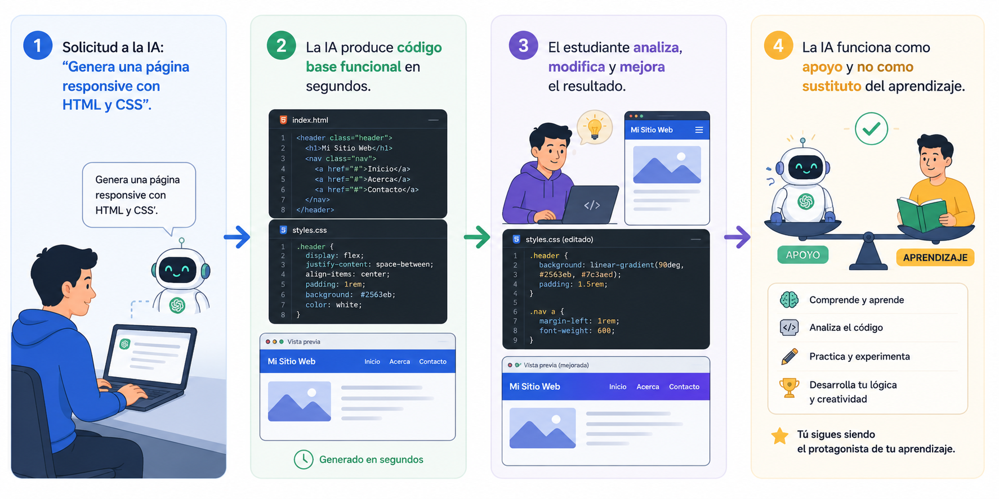 1
Solicitud a la IA:
“Genera una página
responsive con
HTML y CSS”.
Genera una página
responsive con
HTML y CSS’.
2
La IA produce código
base funcional en
segundos.
index.html
1 <header class="header">
2 <h1>Mi Sitio Web</h1>
3 <nav class="nav">
4 <a href="#">Inicio</a>
5 <a href="#">Acerca</a>
6 <a href="#">Contacto</a>
7 </nav>
8 </header>
styles.css
1 .header {
2 display: flex;
3 justify-content: space-between;
4 align-items: center;
5 padding: 1rem;
6 background: #2563eb;
7 color: white;
8 }
Vista previa
Mi Sitio Web Inicio Acerca Contacto
Generado en segundos
3
El estudiante analiza,
modifica y mejora
el resultado.
Mi Sitio Web
</>
styles.css (editado)
1 .header {
2 background: linear-gradient(90deg,
3 #2563eb, #7c3aed);
4 padding: 1.5rem;
4 }
5
6 .nav a {
7 margin-left: 1rem;
8 font-weight: 600;
9 }
Vista previa (mejorada)
Mi Sitio Web Inicio Acerca Contacto
4
La IA funciona como
apoyo y no como
sustituto del aprendizaje.
APOYO
APRENDIZAJE
Comprende y aprende
</> Analiza el código
Practica y experimenta
Desarrolla tu lógica
y creatividad
Tú sigues siendo
el protagonista de tu aprendizaje.